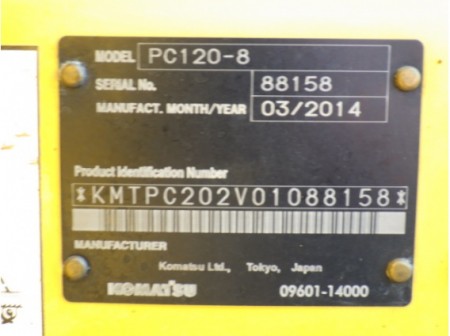 MODEL PC120-8
SERIAL No. 88158
MANUFACT. MONTH/YEAR 03/2014
Product Identification Number
*KMTPC202V01088158*
MANUFACTURER
Komatsu Ltd., Tokyo, Japan
KOMATSU 09601-14000